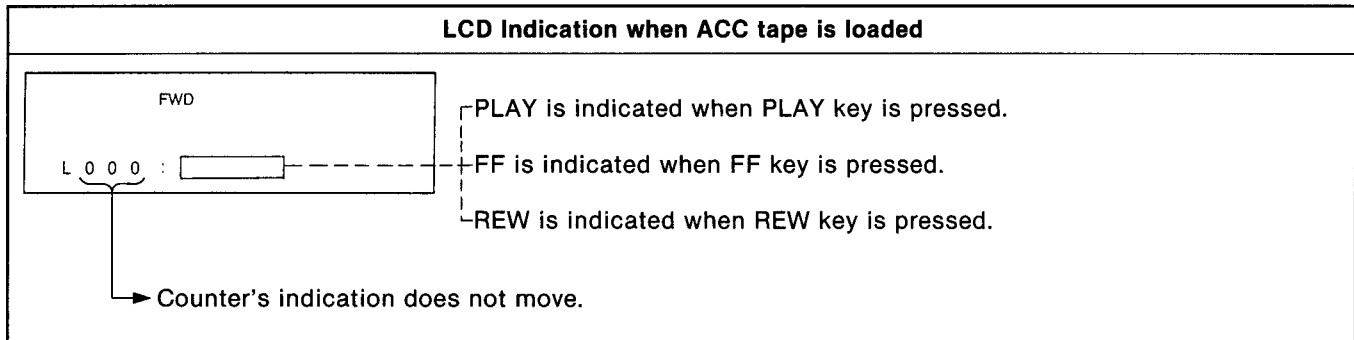 LCD Indication when ACC tape is loaded
FWD
PLAY is indicated when PLAY key is pressed.
L 0 0 0 :
FF is indicated when FF key is pressed.
REW is indicated when REW key is pressed.
Counter's indication does not move.